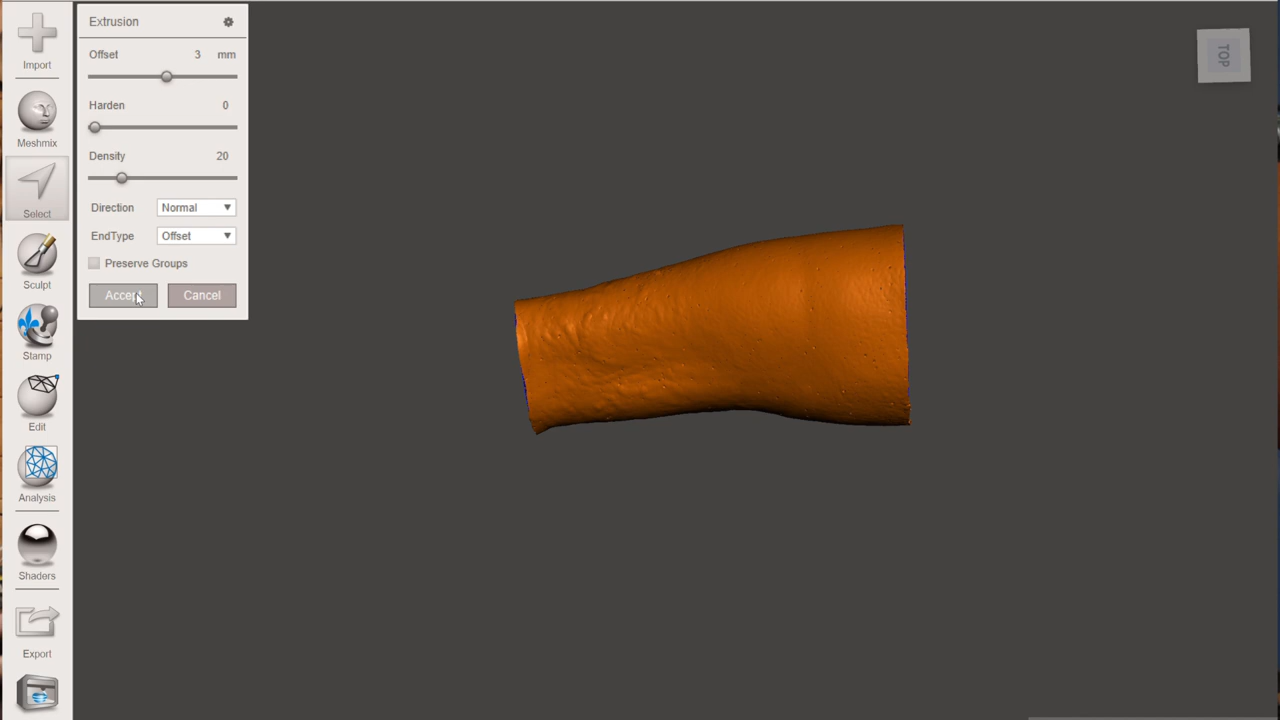 Import
Meshmix
Select
Sculpt
Stamp
Edit
Analysis
Shaders
Export
Extrusion
Offset 3 mm
Harden 0
Density 20
Direction Normal
EndType Offset
Preserve Groups
Accept Cancel
TOP